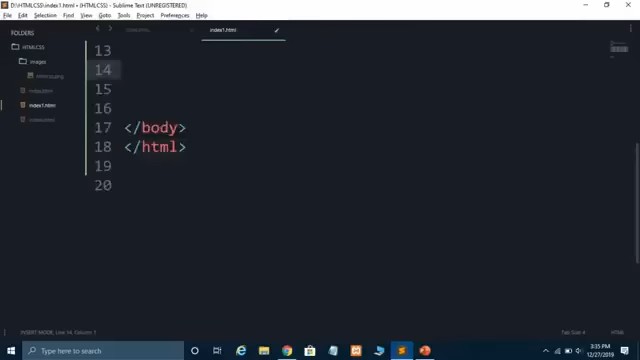 D:\HTMLCSS\index1.html • (HTMLCSS) - Sublime Text (UNREGISTERED)
File Edit Selection Find View Goto Tools Project Preferences Help
FOLDERS
HTMLCSS
images
index1.html
index1.html
13
14
15
16
17 </body>
18 </html>
19
20
INSERT MODE, Line 14, Column 1
Tab Size: 4
HTML
Type here to search
3:35 PM
12/27/2019